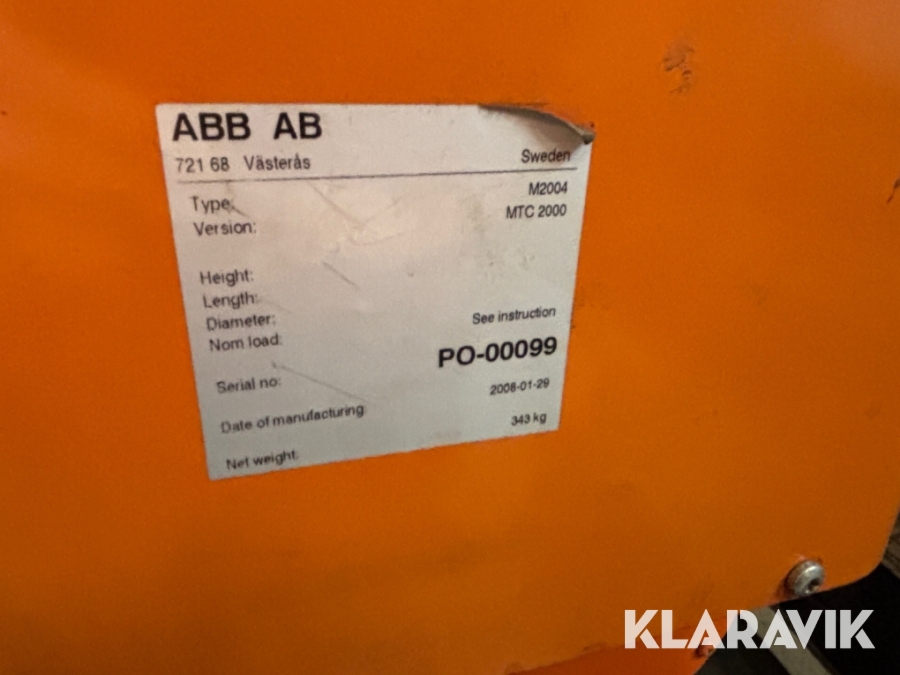 ABB AB
721 68 Västerås Sweden
Type: M2004
Version: MTC 2000
Height:
Length:
Diameter:
Nom load: See instruction
Serial no: PO-00099
Date of manufacturing: 2008-01-29
Net weight: 343 kg
KLARAVIK